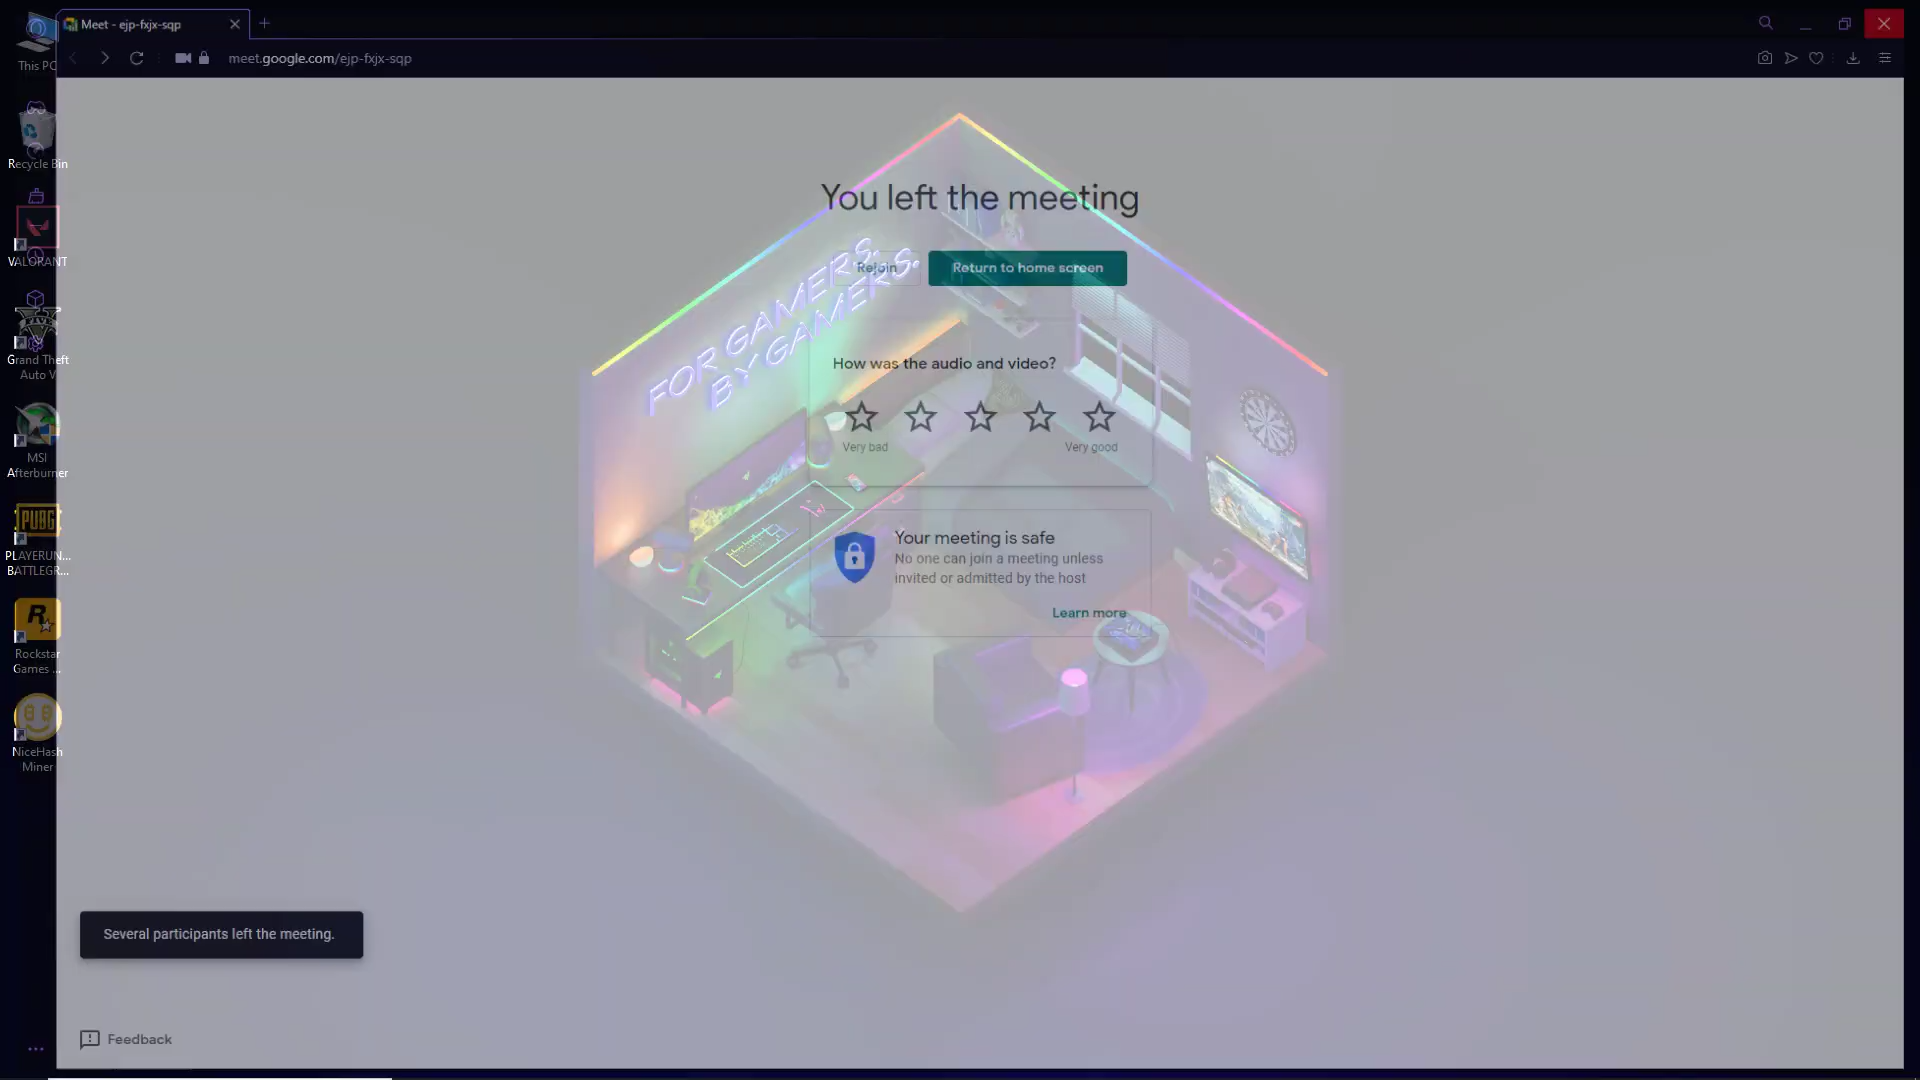 Meet - ejp-fxjx-sqp
meet.google.com/ejp-fxjx-sqp
This PC
Recycle Bin
VALORANT
FIVE
Grand Theft
Auto V
MSI
Afterburner
PUBG
PLAYERUN...
BATTLEGR...
R
Rockstar
Games ...
NiceHash
Miner
You left the meeting
Rejoin
Return to home screen
FOR GAMERS.
BY GAMERS.
How was the audio and video?
Very bad
Very good
Your meeting is safe
No one can join a meeting unless
invited or admitted by the host
Learn more
Several participants left the meeting.
Feedback